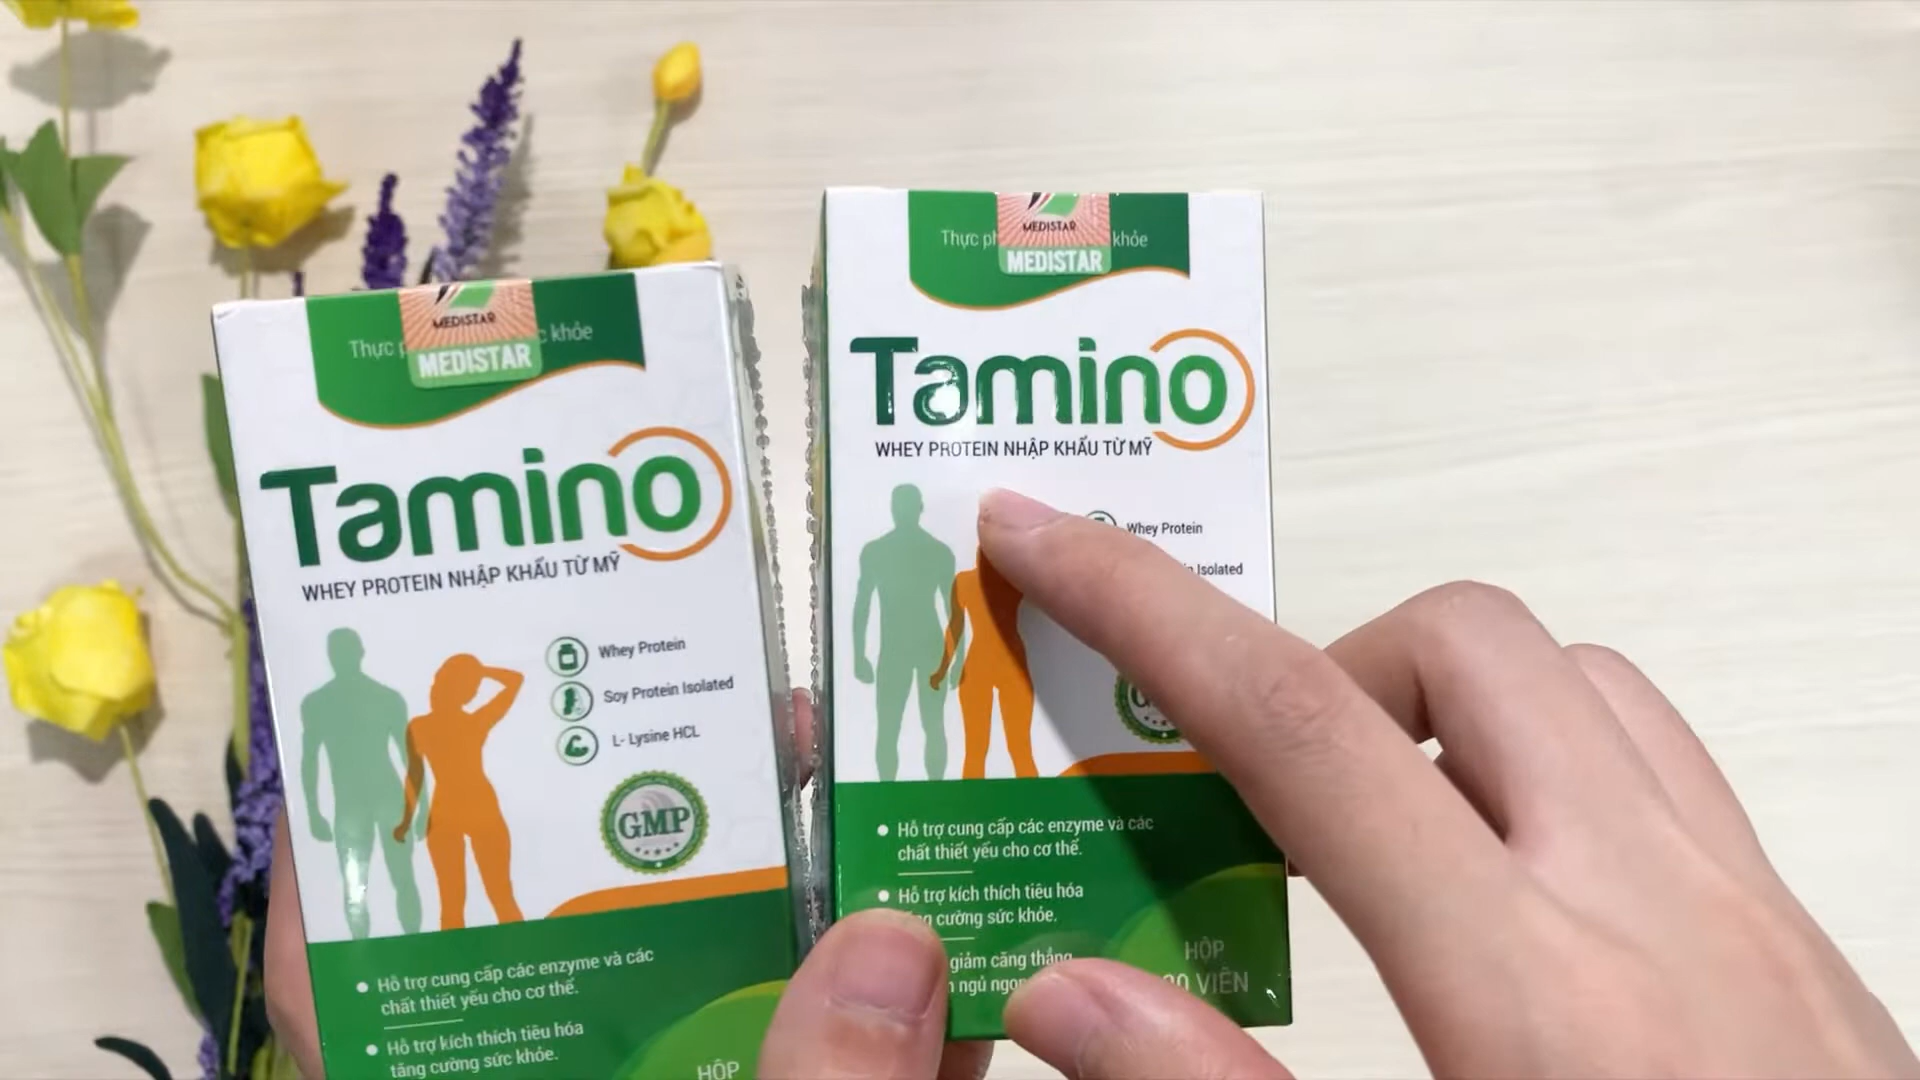 Thực
MEDISTAR
khỏe
MEDISTAR
Tamino
WHEY PROTEIN NHẬP KHẨU TỪ MỸ
Whey Protein
Soy Protein Isolated
L- Lysine HCL
GMP
Hỗ trợ cung cấp các enzyme và các
chất thiết yếu cho cơ thể.
Hỗ trợ kích thích tiêu hóa
tăng cường sức khỏe.
HỘP
Thực
MEDISTAR
khỏe
MEDISTAR
Tamino
WHEY PROTEIN NHẬP KHẨU TỪ MỸ
Whey Protein
Isolated
Hỗ trợ cung cấp các enzyme và các
chất thiết yếu cho cơ thể.
Hỗ trợ kích thích tiêu hóa
cường sức khỏe.
giảm căng thẳng
ngủ
HỘP
VIÊN